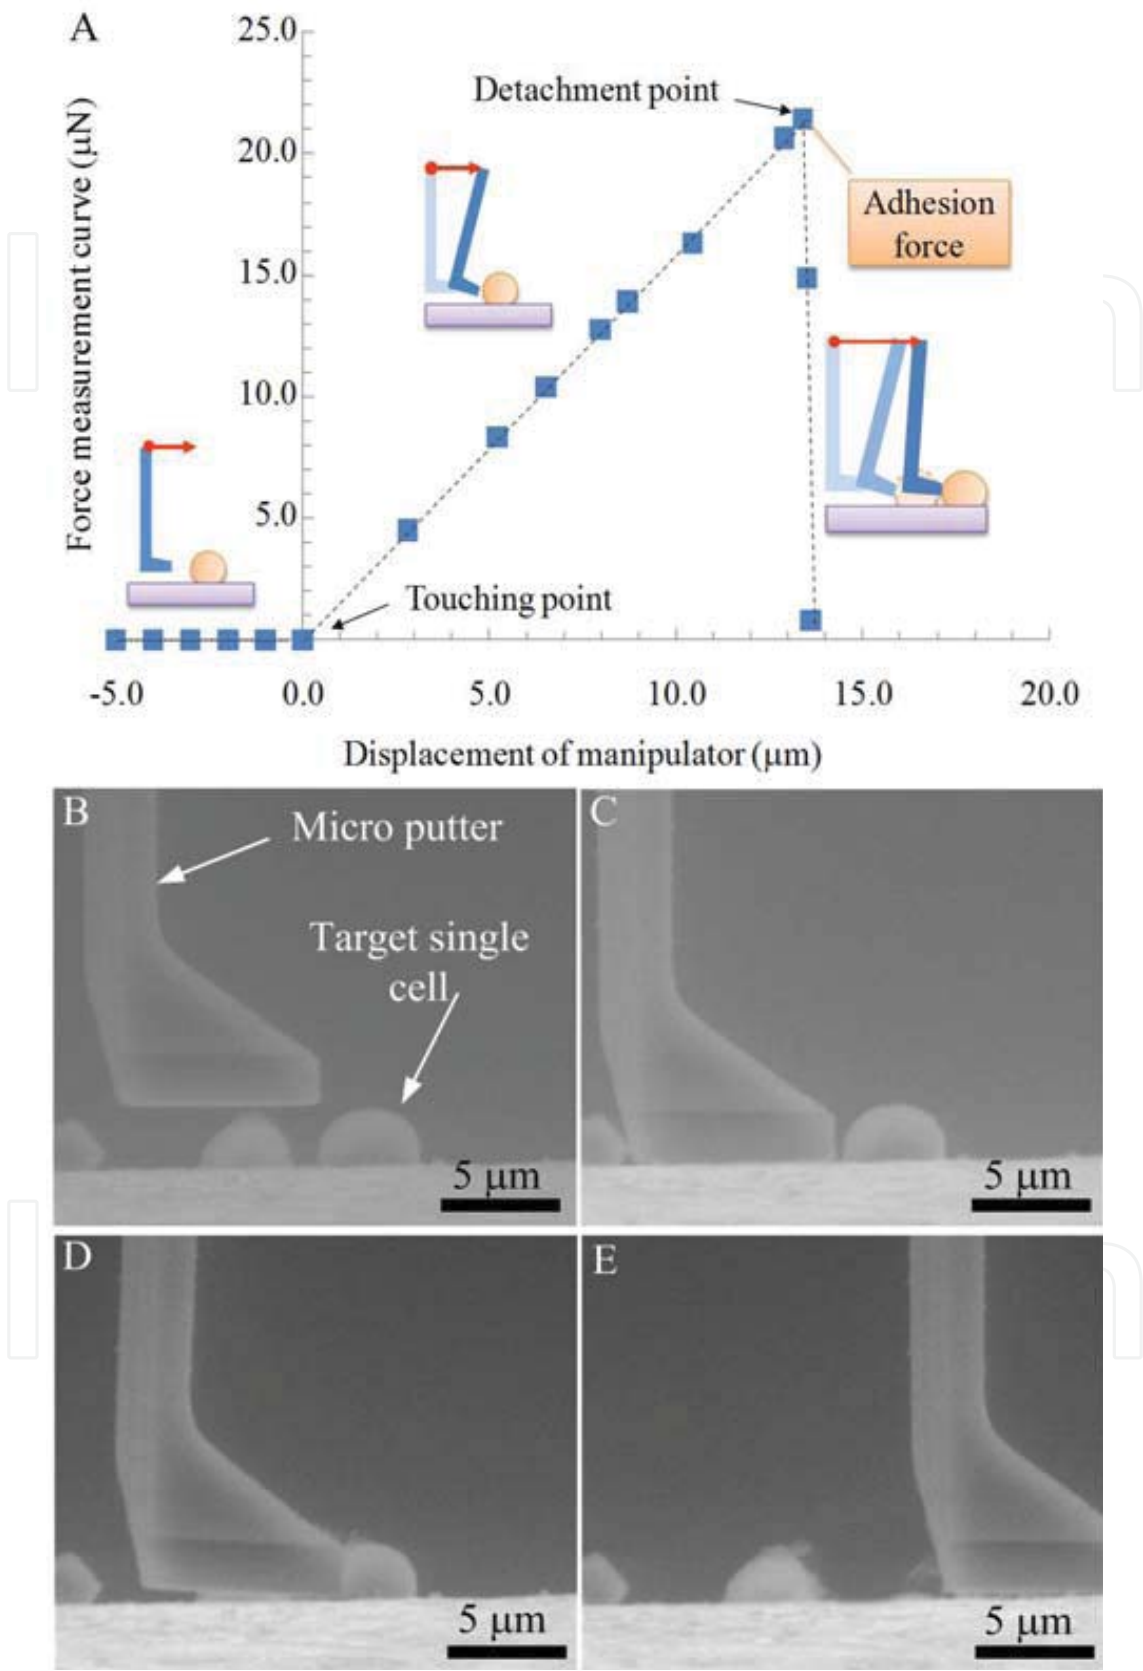 A
25.0
Detachment point
20.0
Adhesion
force
15.0
10.0
5.0
Touching point
Force measurement curve (μN)
-5.0 0.0 5.0 10.0 15.0 20.0
Displacement of manipulator (μm)
B
Micro putter
Target single
cell
5 μm
C
5 μm
D
5 μm
E
5 μm